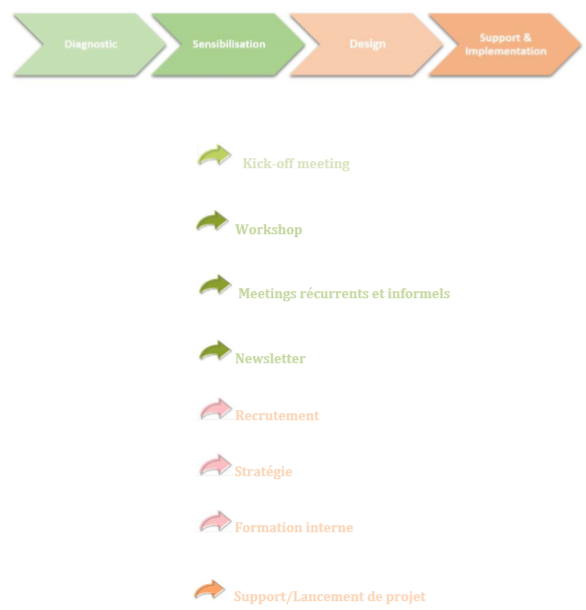 Diagnostic
Sensibilisation
Design
Support &
Implementation
Kick-off meeting
Workshop
Meetings récurrents et informels
Newsletter
Recrutement
Stratégie
Formation interne
Support/Lancement de projet